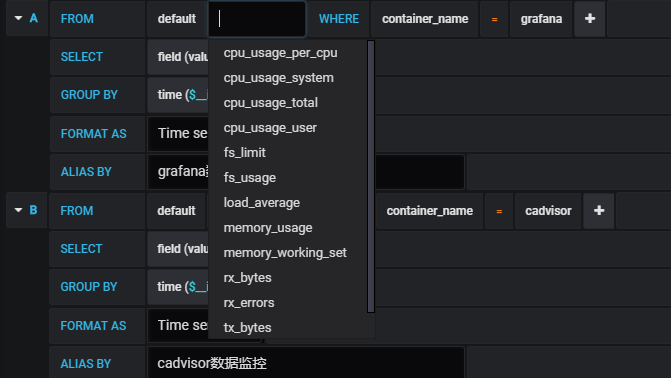 A FROM default WHERE container_name = grafana +
cpu_usage_per_cpu
SELECT field (valu
cpu_usage_system
GROUP BY time ($__i
cpu_usage_total
cpu_usage_user
FORMAT AS Time se
fs_limit
ALIAS BY grafana
fs_usage
load_average
B FROM default container_name = cadvisor +
memory_usage
SELECT field (valu
memory_working_set
rx_bytes
GROUP BY time ($__i
rx_errors
FORMAT AS Time se
tx_bytes
ALIAS BY cadvisor数据监控